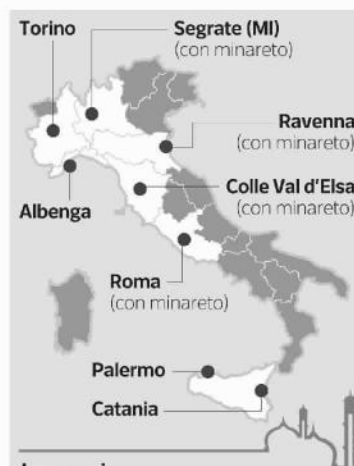 Torino
Segrate (MI)
(con minareto)
Ravenna
(con minareto)
Colle Val d'Elsa
(con minareto)
Albenga
Roma
(con minareto)
Palermo
Catania